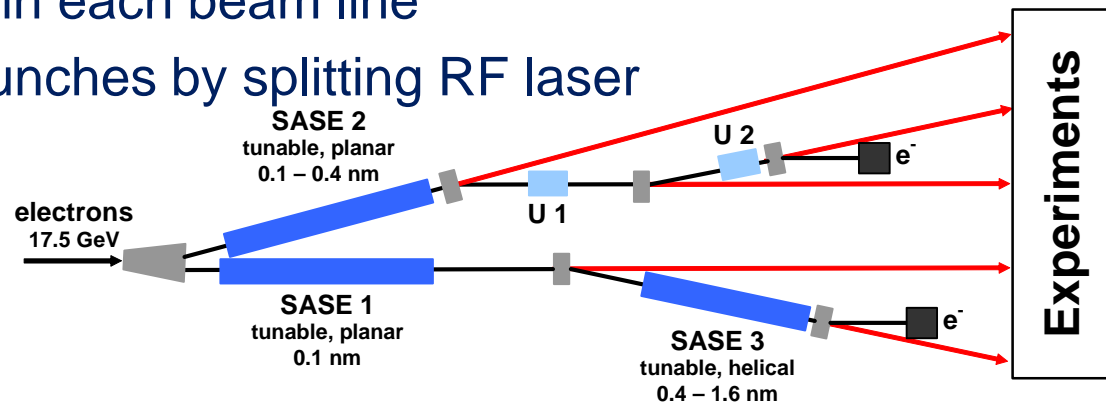 in each beam line
unches by splitting RF laser
SASE 2
tunable, planar
0.1 – 0.4 nm
U 2
e-
U 1
electrons
17.5 GeV
SASE 1
tunable, planar
0.1 nm
SASE 3
tunable, helical
0.4 – 1.6 nm
e-
Experiments